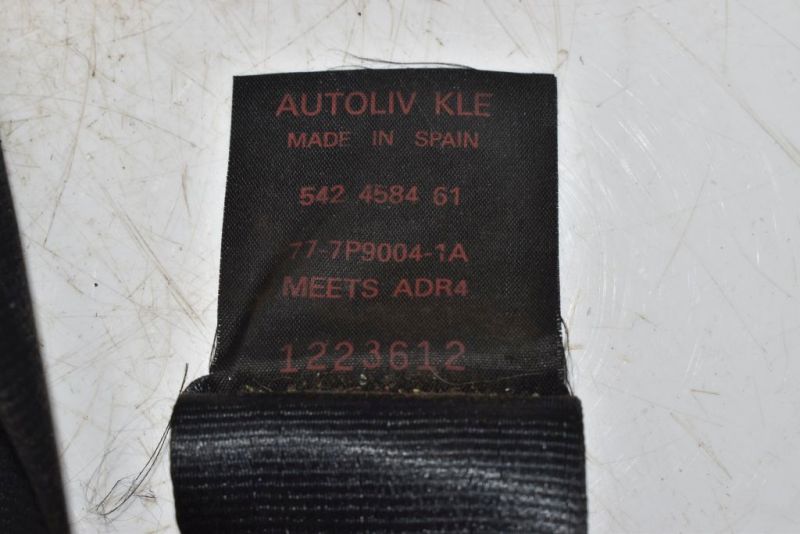 AUTOLIV KLE
MADE IN SPAIN
542 4584 61
77-7P9004-1A
MEETS ADR4
1223612